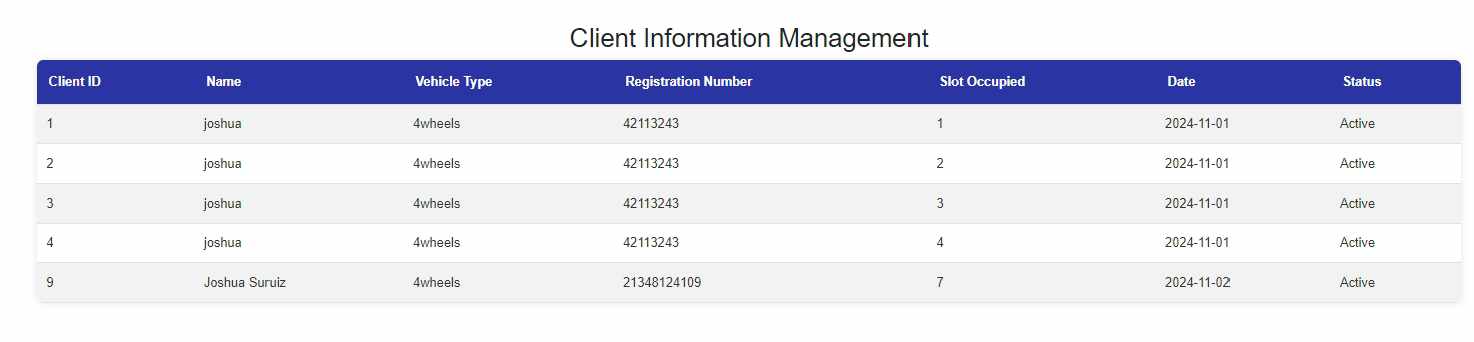 Client Information Management
Client ID Name Vehicle Type Registration Number Slot Occupied Date Status
1 joshua 4wheels 42113243 1 2024-11-01 Active
2 joshua 4wheels 42113243 2 2024-11-01 Active
3 joshua 4wheels 42113243 3 2024-11-01 Active
4 joshua 4wheels 42113243 4 2024-11-01 Active
9 Joshua Suruiz 4wheels 21348124109 7 2024-11-02 Active